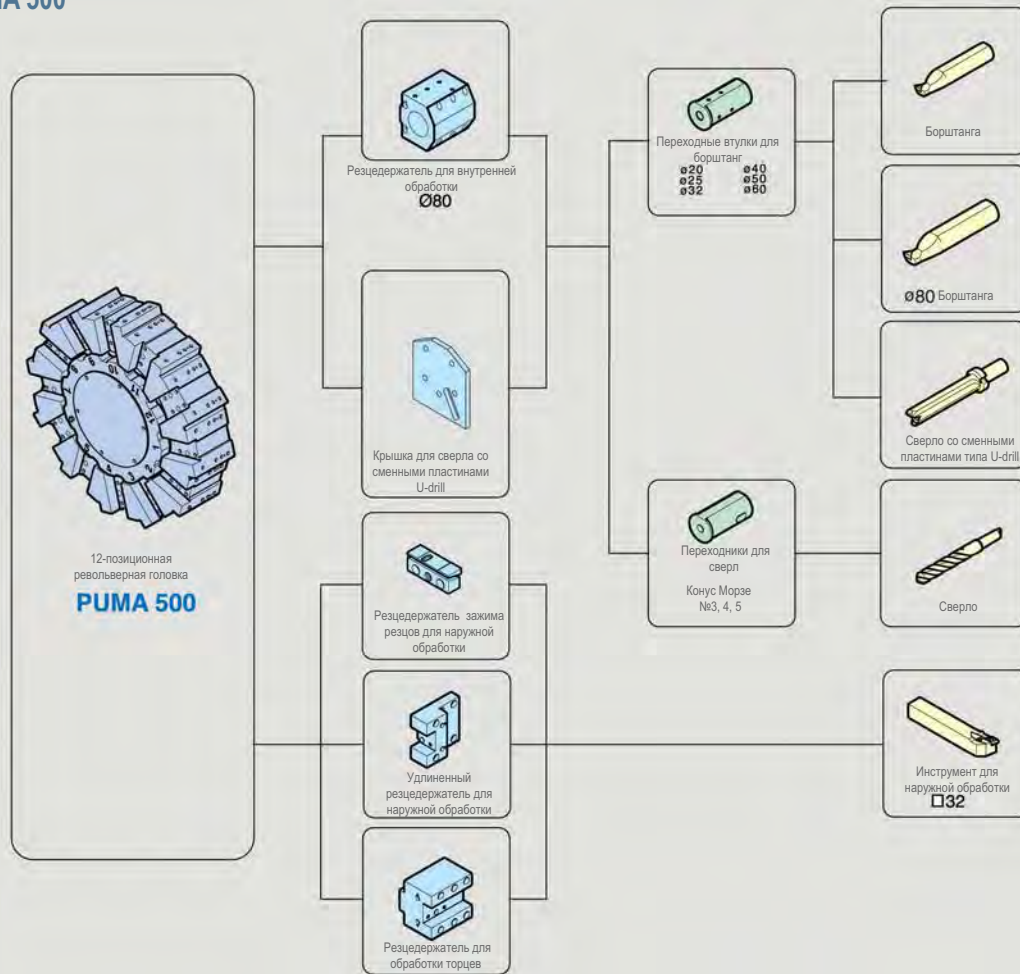 500
12-позиционная
револьверная головка
PUMA 500
Резцедержатель для внутренней
обработки
Ø80
Крышка для сверла со
сменными пластинами
U-drill
Резцедержатель зажима
резцов для наружной
обработки
Удлиненный
резцедержатель для
наружной обработки
Резцедержатель для
обработки торцев
Переходные втулки для
борштанг
ø20 ø40
ø25 ø50
ø32 ø60
Переходники для
сверл
Конус Морзе
№3, 4, 5
Борштанга
ø80 Борштанга
Сверло со сменными
пластинами типа U-drill
Сверло
Инструмент для
наружной обработки
□32